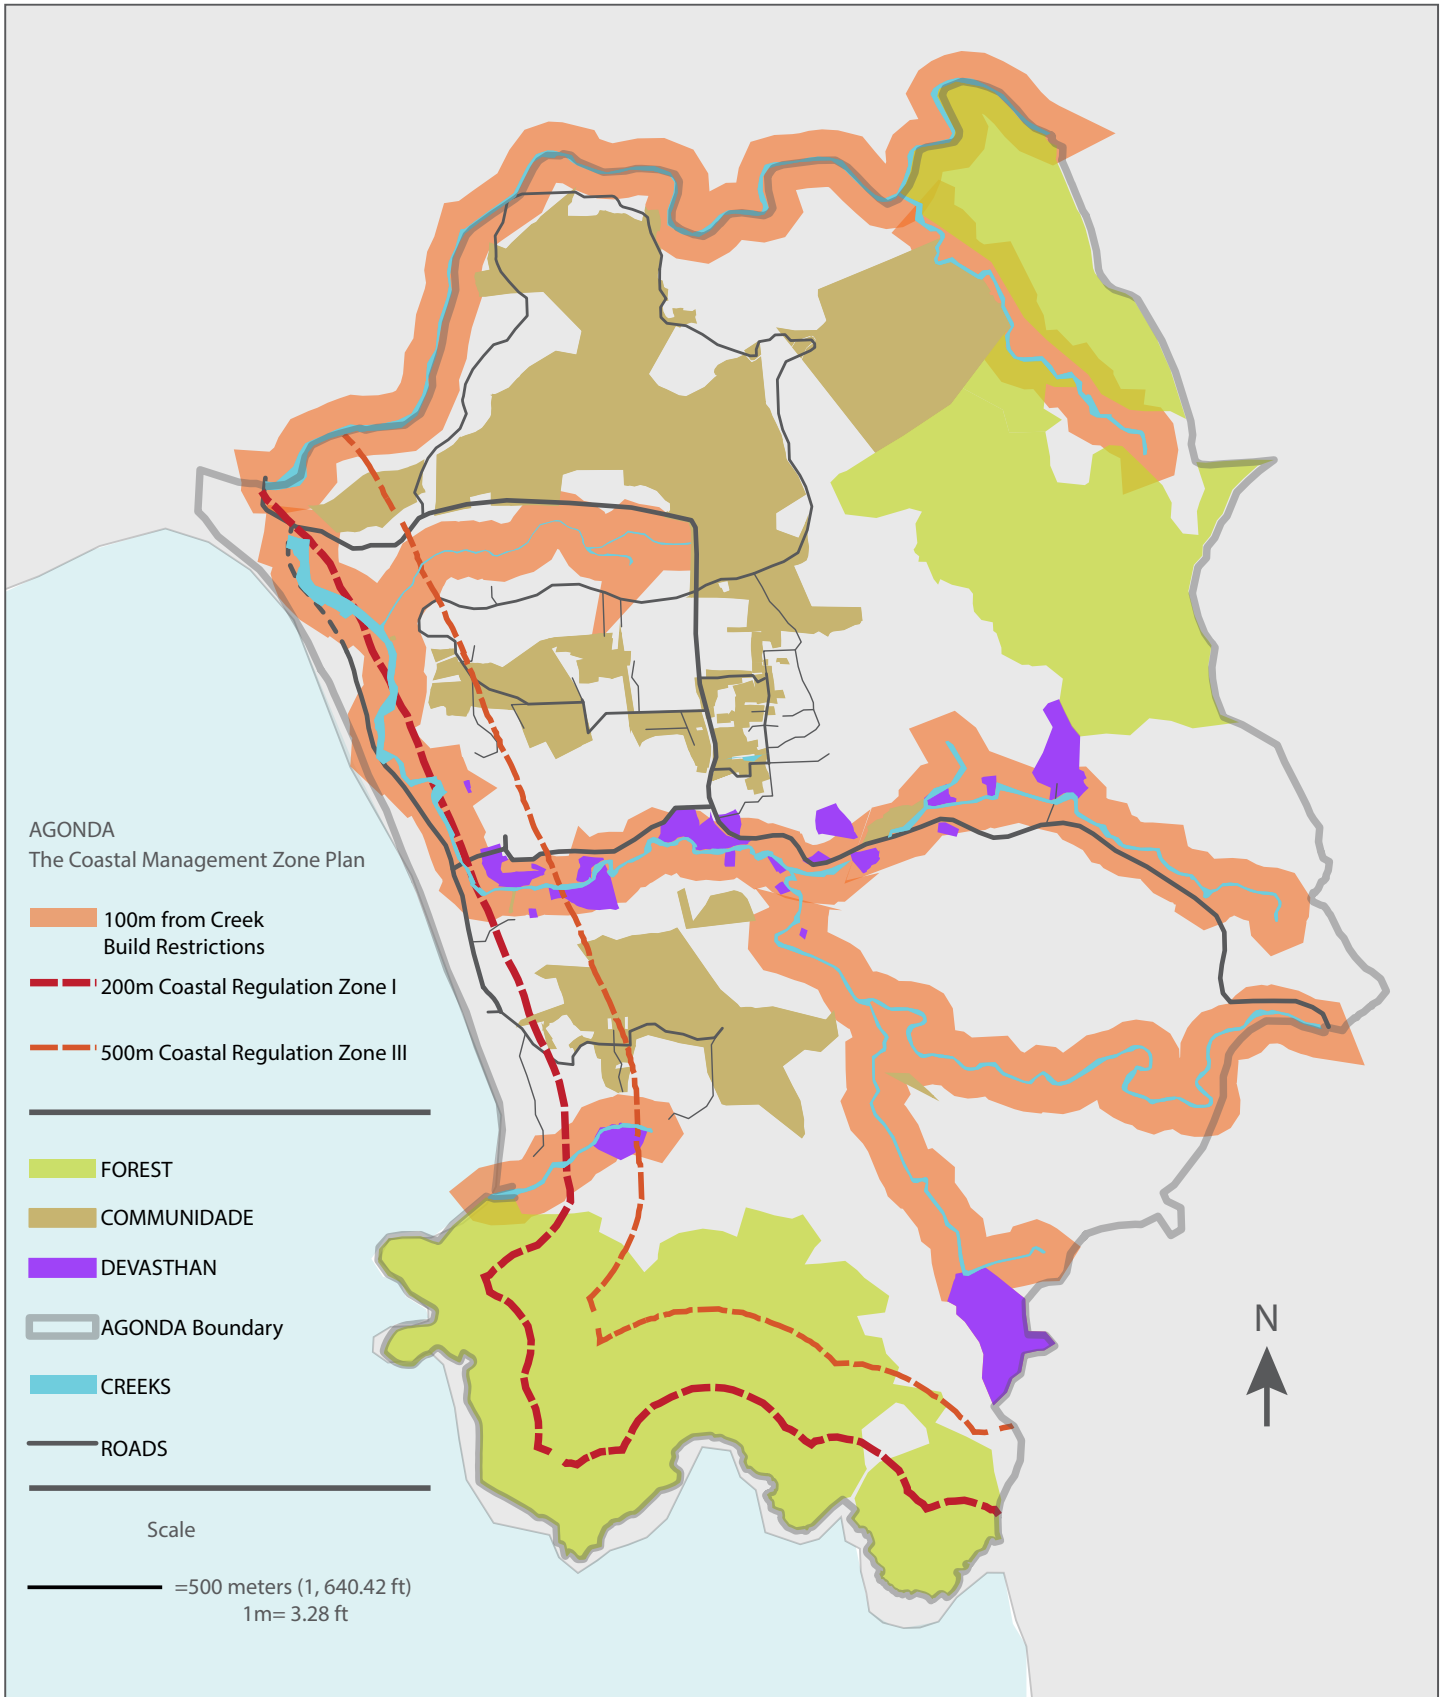 AGONDA
The Coastal Management Zone Plan
100m from Creek
Build Restrictions
200m Coastal Regulation Zone I
500m Coastal Regulation Zone III
FOREST
COMMUNIDADE
DEVASTHAN
AGONDA Boundary
CREEKS
ROADS
Scale
=500 meters (1, 640.42 ft)
1m= 3.28 ft
N